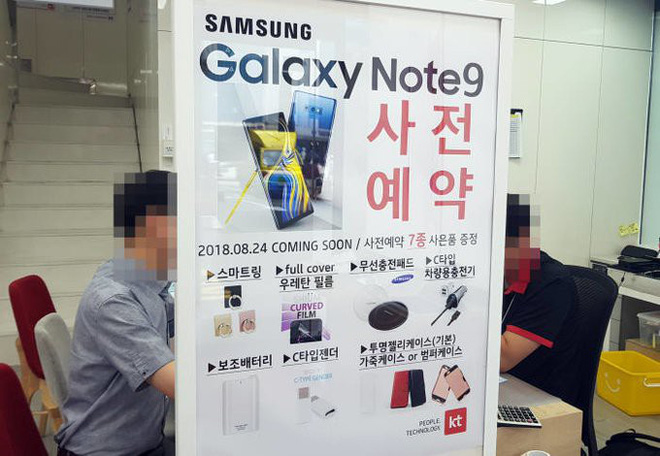 SAMSUNG
Galaxy Note9
사전
예약
2018.08.24 COMING SOON / 사전예약 7종 사은품 증정
▶스마트링
▶full cover
우레탄 필름
▶무선충전패드
▶C타입
차량용충전기
SAMSUNG
CURVED
FILM
▶보조배터리
▶C타입젠더
▶투명젤리케이스(기본)
가죽케이스 or 범퍼케이스
C-TYPE GENDER
PEOPLE.
TECHNOLOGY.
kt